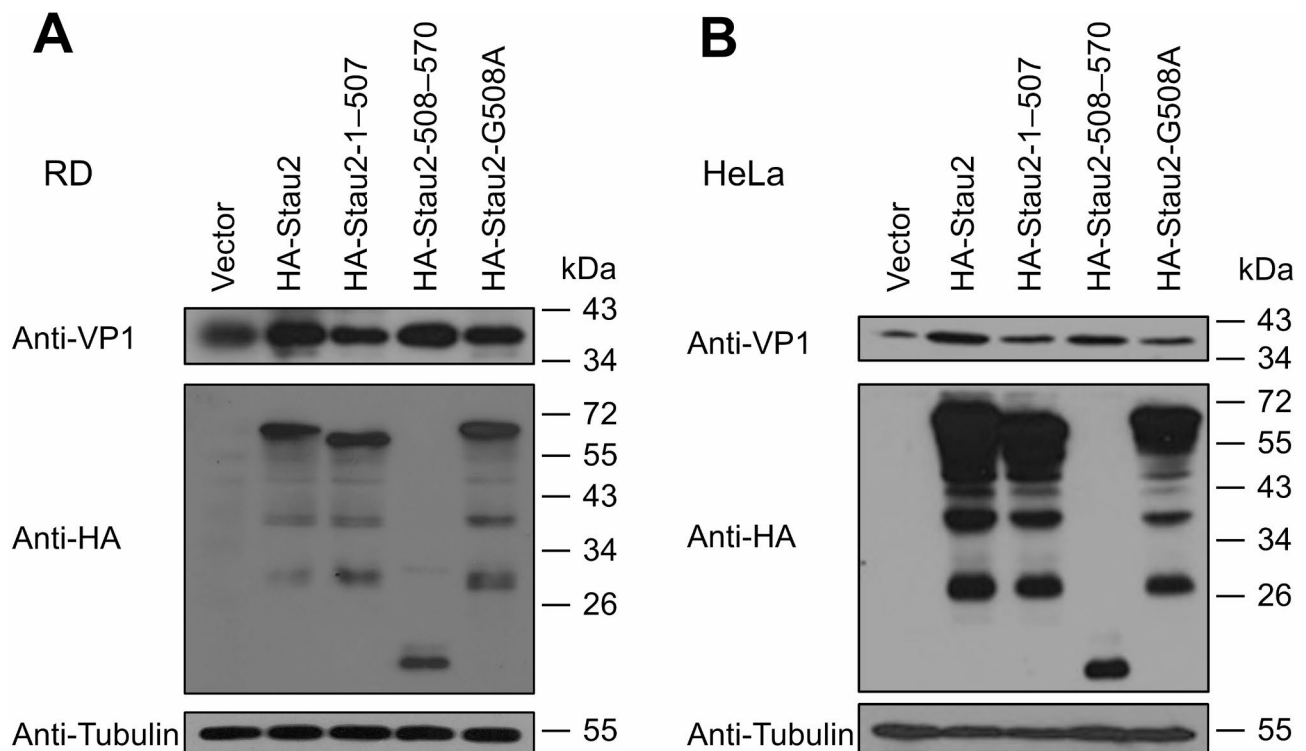 A
RD
Vector
HA-Stau2
HA-Stau2-1–507
HA-Stau2-508–570
HA-Stau2-G508A
kDa
Anti-VP1
43
34
Anti-HA
72
55
43
34
26
Anti-Tubulin
55
B
HeLa
Vector
HA-Stau2
HA-Stau2-1–507
HA-Stau2-508–570
HA-Stau2-G508A
kDa
Anti-VP1
43
34
Anti-HA
72
55
43
34
26
Anti-Tubulin
55